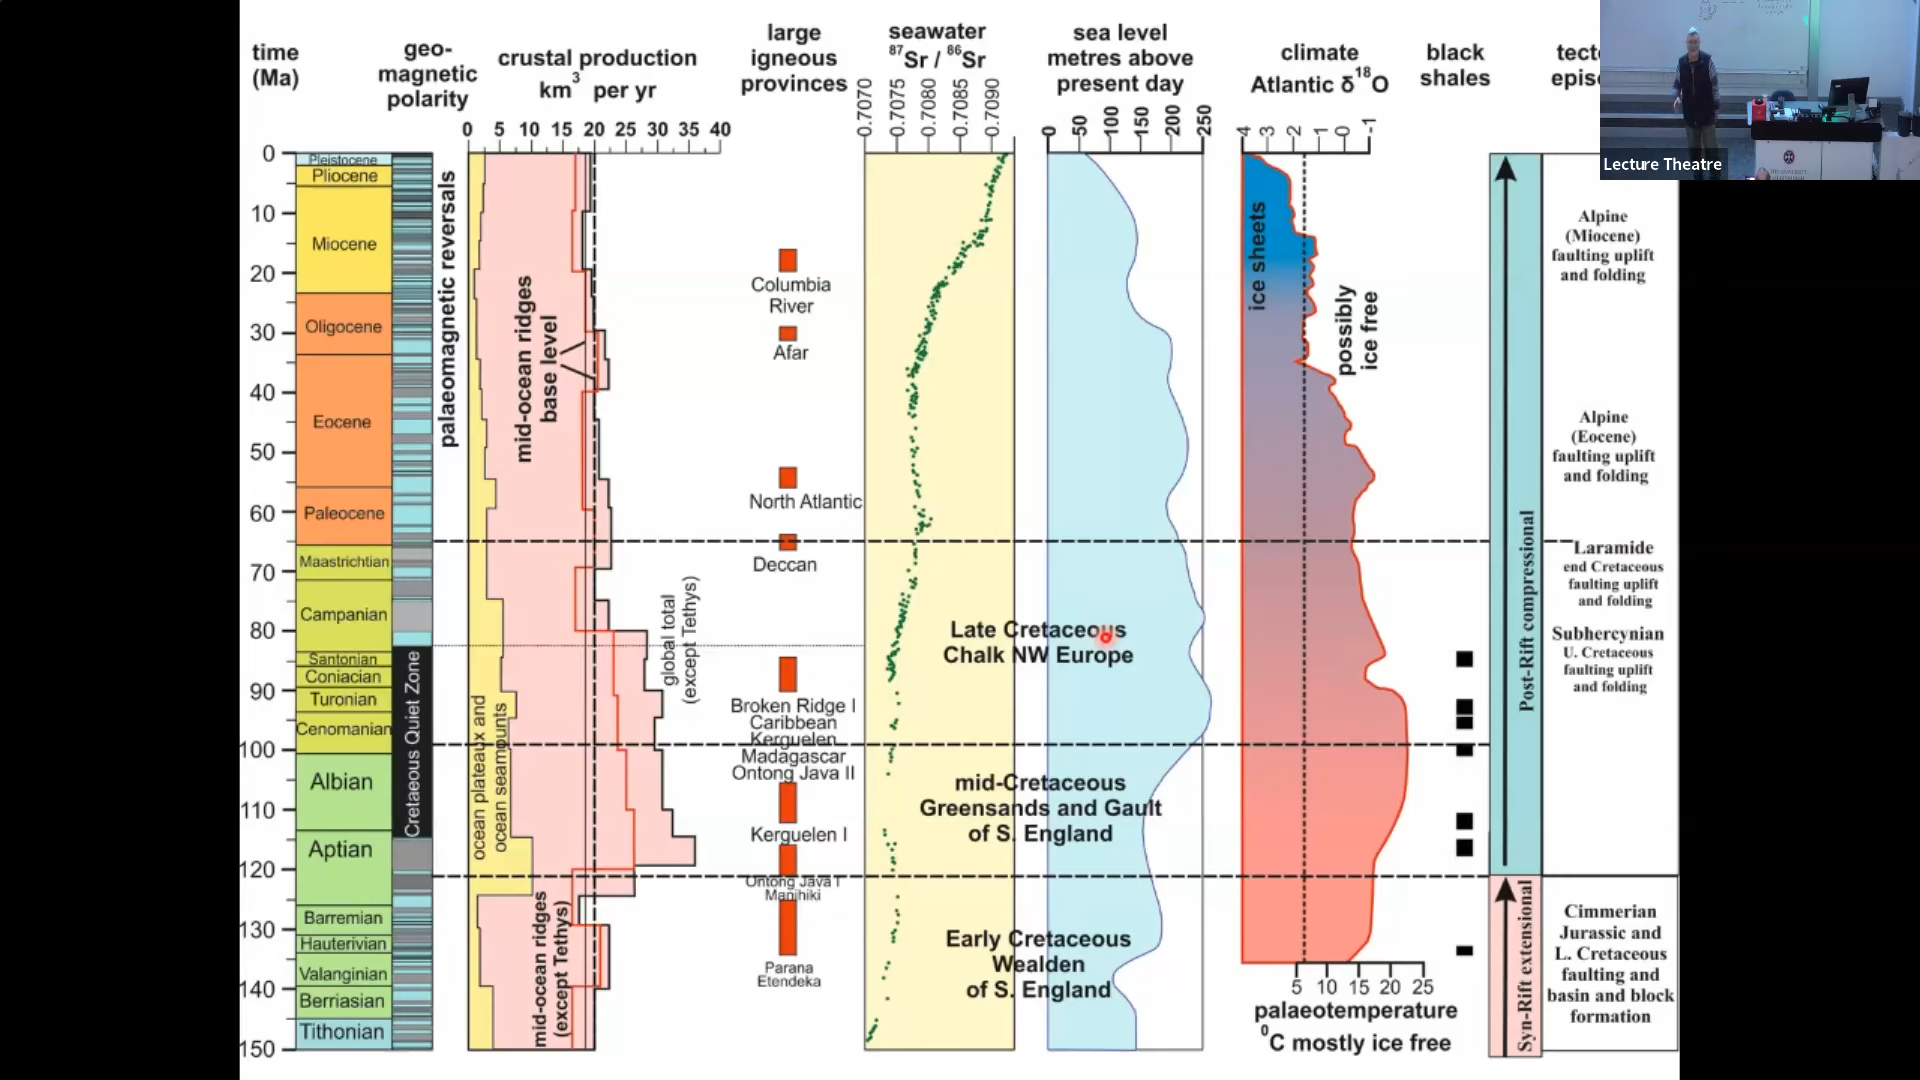 time
(Ma)
geo-
magnetic
polarity
crustal production
km3 per yr
large
igneous
provinces
seawater
87Sr / 86Sr
sea level
metres above
present day
climate
Atlantic δ18O
black
shales
Lecture Theatre
0 5 10 15 20 25 30 35 40
0.7070 0.7075 0.7080 0.7085 0.7090
0 50 100 150 200 250
4 3 2 1 0 -1
0
10
20
30
40
50
60
70
80
90
100
110
120
130
140
150
Pleistocene
Pliocene
Miocene
Oligocene
Eocene
Paleocene
Maastrichtian
Campanian
Santonian
Coniacian
Turonian
Cenomanian
Albian
Aptian
Barremian
Hauterivian
Valanginian
Berriasian
Tithonian
Cretaeous Quiet Zone
palaeomagnetic reversals
mid-ocean ridges
base level
ocean plateaux and
ocean seamounts
mid-ocean ridges
(except Tethys)
global total
(except Tethys)
Columbia
River
Afar
North Atlantic
Deccan
Broken Ridge I
Caribbean
Kerguelen
Madagascar
Ontong Java II
Kerguelen I
Ontong Java I
Manihiki
Parana
Etendeka
Late Cretaceous
Chalk NW Europe
mid-Cretaceous
Greensands and Gault
of S. England
Early Cretaceous
Wealden
of S. England
ice sheets
possibly
ice free
5 10 15 20 25
palaeotemperature
0C mostly ice free
Post-Rift compressional
Syn-Rift extensional
Alpine
(Miocene)
faulting uplift
and folding
Alpine
(Eocene)
faulting uplift
and folding
Laramide
end Cretaceous
faulting uplift
and folding
Subhercynian
U. Cretaceous
faulting uplift
and folding
Cimmerian
Jurassic and
L. Cretaceous
faulting and
basin and block
formation